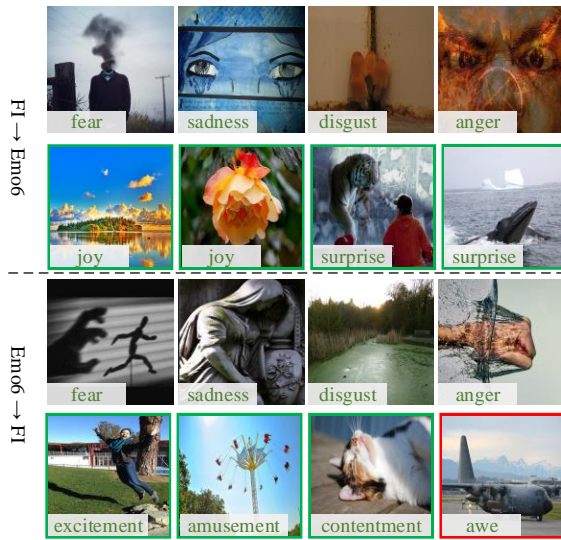 FI → Emo6
fear
sadness
disgust
anger
joy
joy
surprise
surprise
Emo6 → FI
fear
sadness
disgust
anger
excitement
amusement
contentment
awe